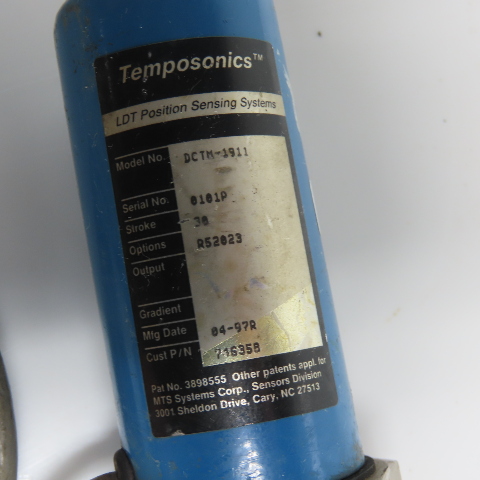 Temposonics™
LDT Position Sensing Systems
Model No. DCTM-1911
Serial No. 0101P
Stroke 30
Options R52023
Output
Gradient
Mfg Date 04-97R
Cust P/N 716358
Pat No. 3898555 Other patents appl. for
MTS Systems Corp., Sensors Division
3001 Sheldon Drive, Cary, NC 27513